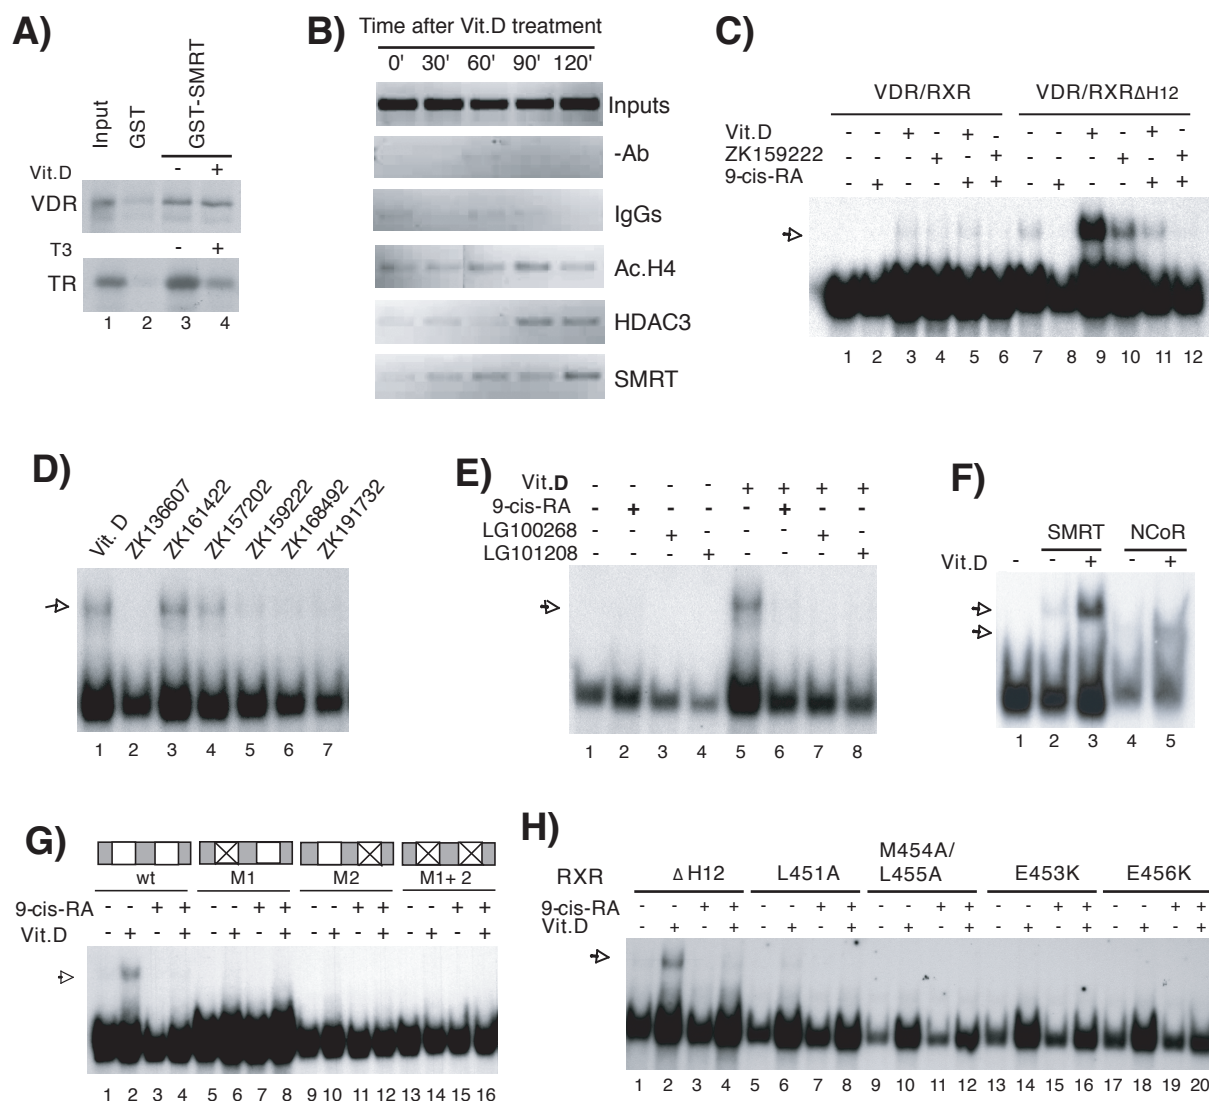 A)
Input
GST
GST-SMRT
Vit.D - +
VDR
T3 - +
TR
1 2 3 4
B)
Time after Vit.D treatment
0' 30' 60' 90' 120'
Inputs
-Ab
IgGs
Ac.H4
HDAC3
SMRT
C)
VDR/RXR VDR/RXRΔH12
Vit.D - - + - + - - - + - + -
ZK159222 - - - + - + - - - + - +
9-cis-RA - + - - + + - + - - + +
1 2 3 4 5 6 7 8 9 10 11 12
D)
Vit. D
ZK136607
ZK161422
ZK157202
ZK159222
ZK168492
ZK191732
1 2 3 4 5 6 7
E)
Vit.D - - - - + + + +
9-cis-RA - + - - - + - -
LG100268 - - + - - - + -
LG101208 - - - + - - - +
1 2 3 4 5 6 7 8
F)
SMRT NCoR
Vit.D - - + - +
1 2 3 4 5
G)
wt M1 M2 M1+ 2
9-cis-RA - - + + - - + + - - + + - - + +
Vit.D - + - + - + - + - + - + - + - +
1 2 3 4 5 6 7 8 9 10 11 12 13 14 15 16
H)
RXR Δ H12 L451A M454A/
L455A E453K E456K
9-cis-RA - - + + - - + + - - + + - - + + - - + +
Vit.D - + - + - + - + - + - + - + - + - + - +
1 2 3 4 5 6 7 8 9 10 11 12 13 14 15 16 17 18 19 20